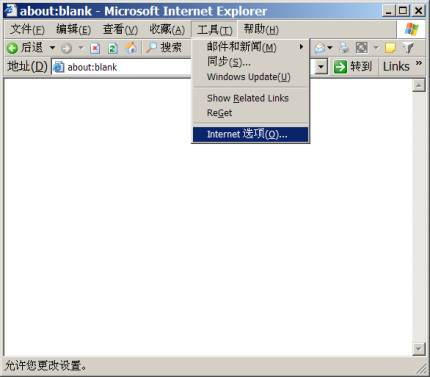 about:blank - Microsoft Internet Explorer
文件(F) 编辑(E) 查看(V) 收藏(A) 工具(T) 帮助(H)
后退 搜索
地址(D) about:blank 转到 Links »
邮件和新闻(M)
同步(S)...
Windows Update(U)
Show Related Links
ReGet
Internet 选项(O)...
允许您更改设置。